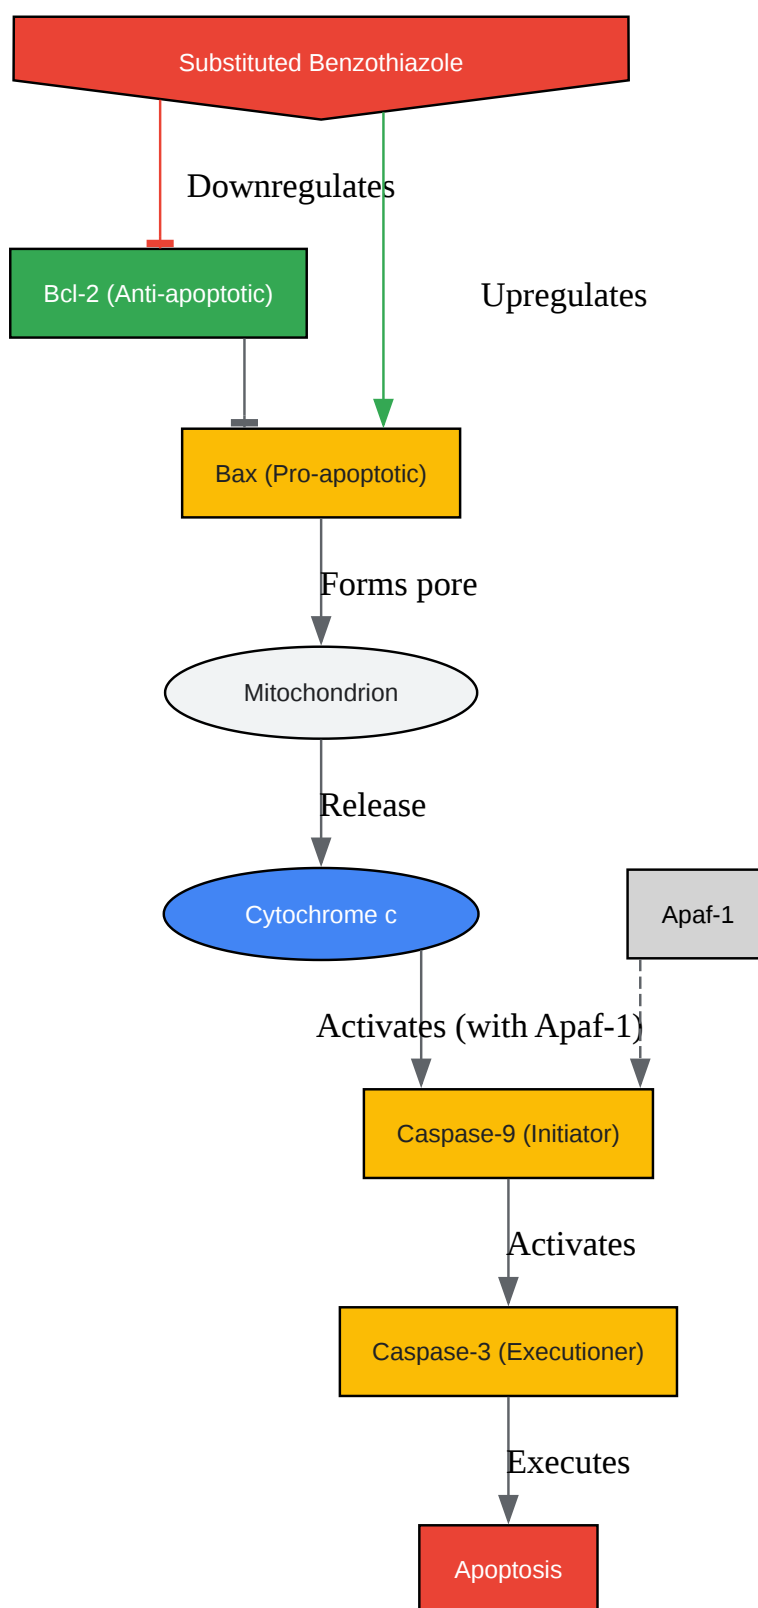 Substituted Benzothiazole
Downregulates
Bcl-2 (Anti-apoptotic)
Upregulates
Bax (Pro-apoptotic)
Forms pore
Mitochondrion
Release
Cytochrome c
Apaf-1
Activates (with Apaf-1)
Caspase-9 (Initiator)
Activates
Caspase-3 (Executioner)
Executes
Apoptosis